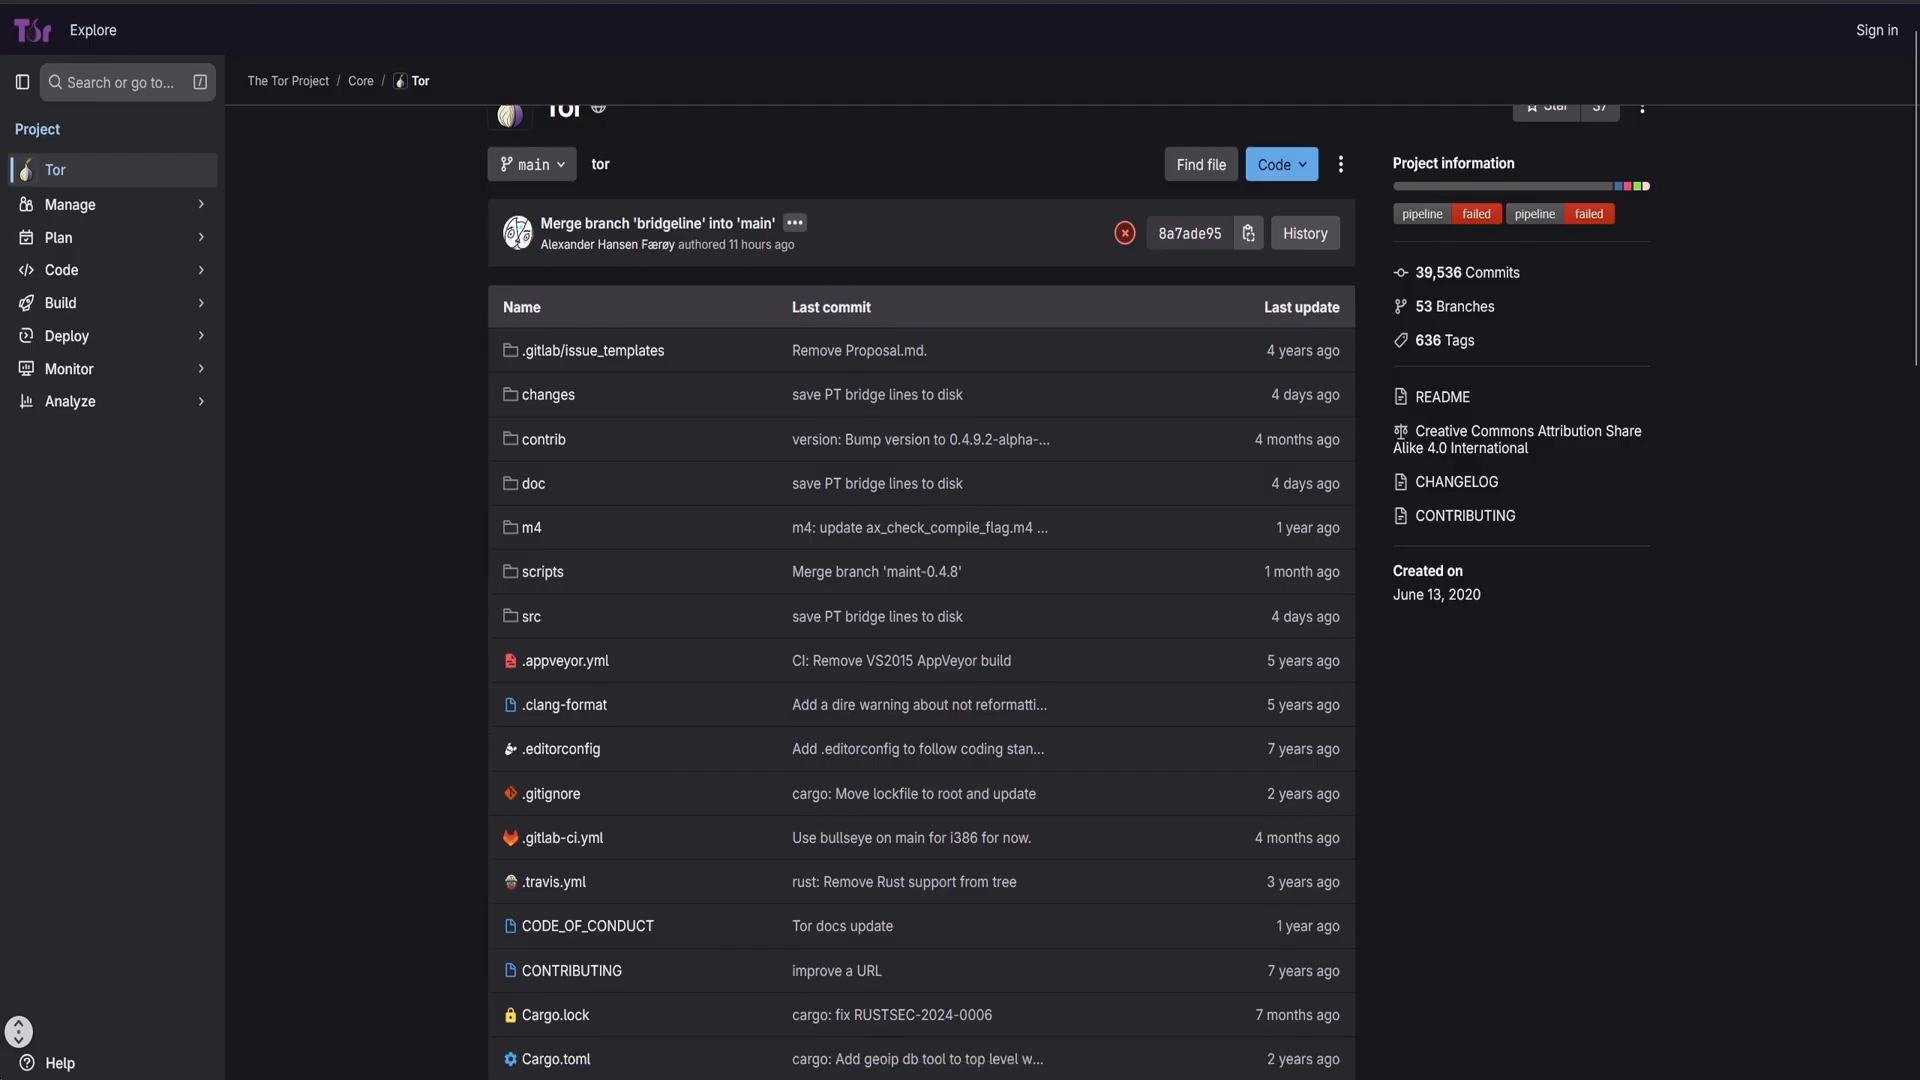 Tor
Explore
Sign in
Search or go to...
/
The Tor Project / Core / Tor
Project
Tor
Manage
Plan
Code
Build
Deploy
Monitor
Analyze
Help
Tor
Star
37
main
tor
Find file
Code
Merge branch 'bridgeline' into 'main'
Alexander Hansen Færøy authored 11 hours ago
8a7ade95
History
Name Last commit Last update
.gitlab/issue_templates Remove Proposal.md. 4 years ago
changes save PT bridge lines to disk 4 days ago
contrib version: Bump version to 0.4.9.2-alpha-... 4 months ago
doc save PT bridge lines to disk 4 days ago
m4 m4: update ax_check_compile_flag.m4 ... 1 year ago
scripts Merge branch 'maint-0.4.8' 1 month ago
src save PT bridge lines to disk 4 days ago
.appveyor.yml CI: Remove VS2015 AppVeyor build 5 years ago
.clang-format Add a dire warning about not reformatti... 5 years ago
.editorconfig Add .editorconfig to follow coding stan... 7 years ago
.gitignore cargo: Move lockfile to root and update 2 years ago
.gitlab-ci.yml Use bullseye on main for i386 for now. 4 months ago
.travis.yml rust: Remove Rust support from tree 3 years ago
CODE_OF_CONDUCT Tor docs update 1 year ago
CONTRIBUTING improve a URL 7 years ago
Cargo.lock cargo: fix RUSTSEC-2024-0006 7 months ago
Cargo.toml cargo: Add geoip db tool to top level w... 2 years ago
Project information
pipeline failed pipeline failed
39,536 Commits
53 Branches
636 Tags
README
Creative Commons Attribution Share
Alike 4.0 International
CHANGELOG
CONTRIBUTING
Created on
June 13, 2020